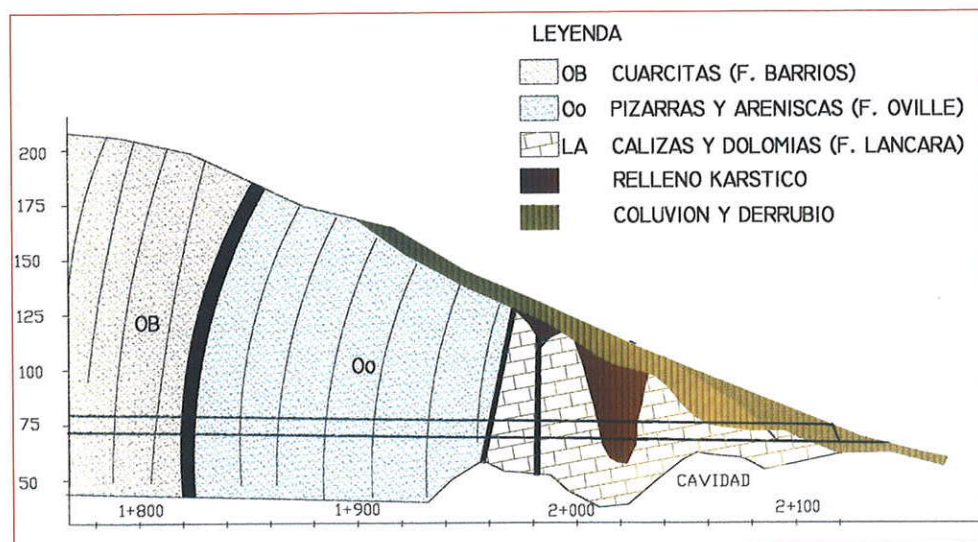 LEYENDA
OB CUARCITAS (F. BARRIOS)
Oo PIZARRAS Y ARENISCAS (F. OVILLE)
LA CALIZAS Y DOLOMIAS (F. LANCARA)
RELLENO KARSTICO
COLUVION Y DERRUBIO
200
175
150
125
100
75
50
OB
Oo
CAVIDAD
1+800
1+900
2+000
2+100